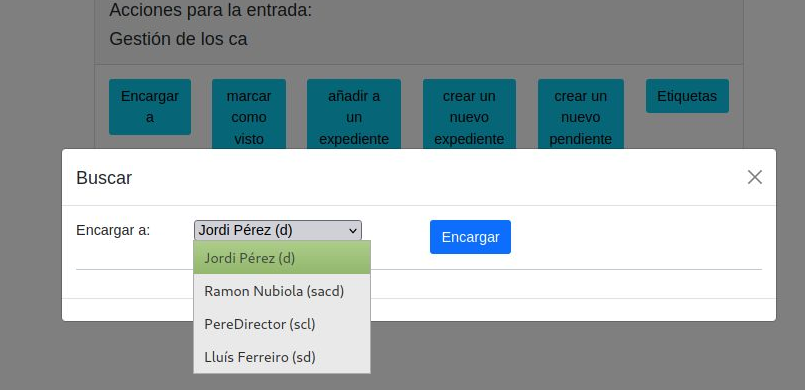 Acciones para la entrada:
Gestión de los ca
Encargar a
marcar como visto
añadir a un expediente
crear un nuevo expediente
crear un nuevo pendiente
Etiquetas
Buscar
Encargar a:
Jordi Pérez (d)
Encargar
Jordi Pérez (d)
Ramon Nubiola (sacd)
PereDirector (scl)
Lluís Ferreiro (sd)